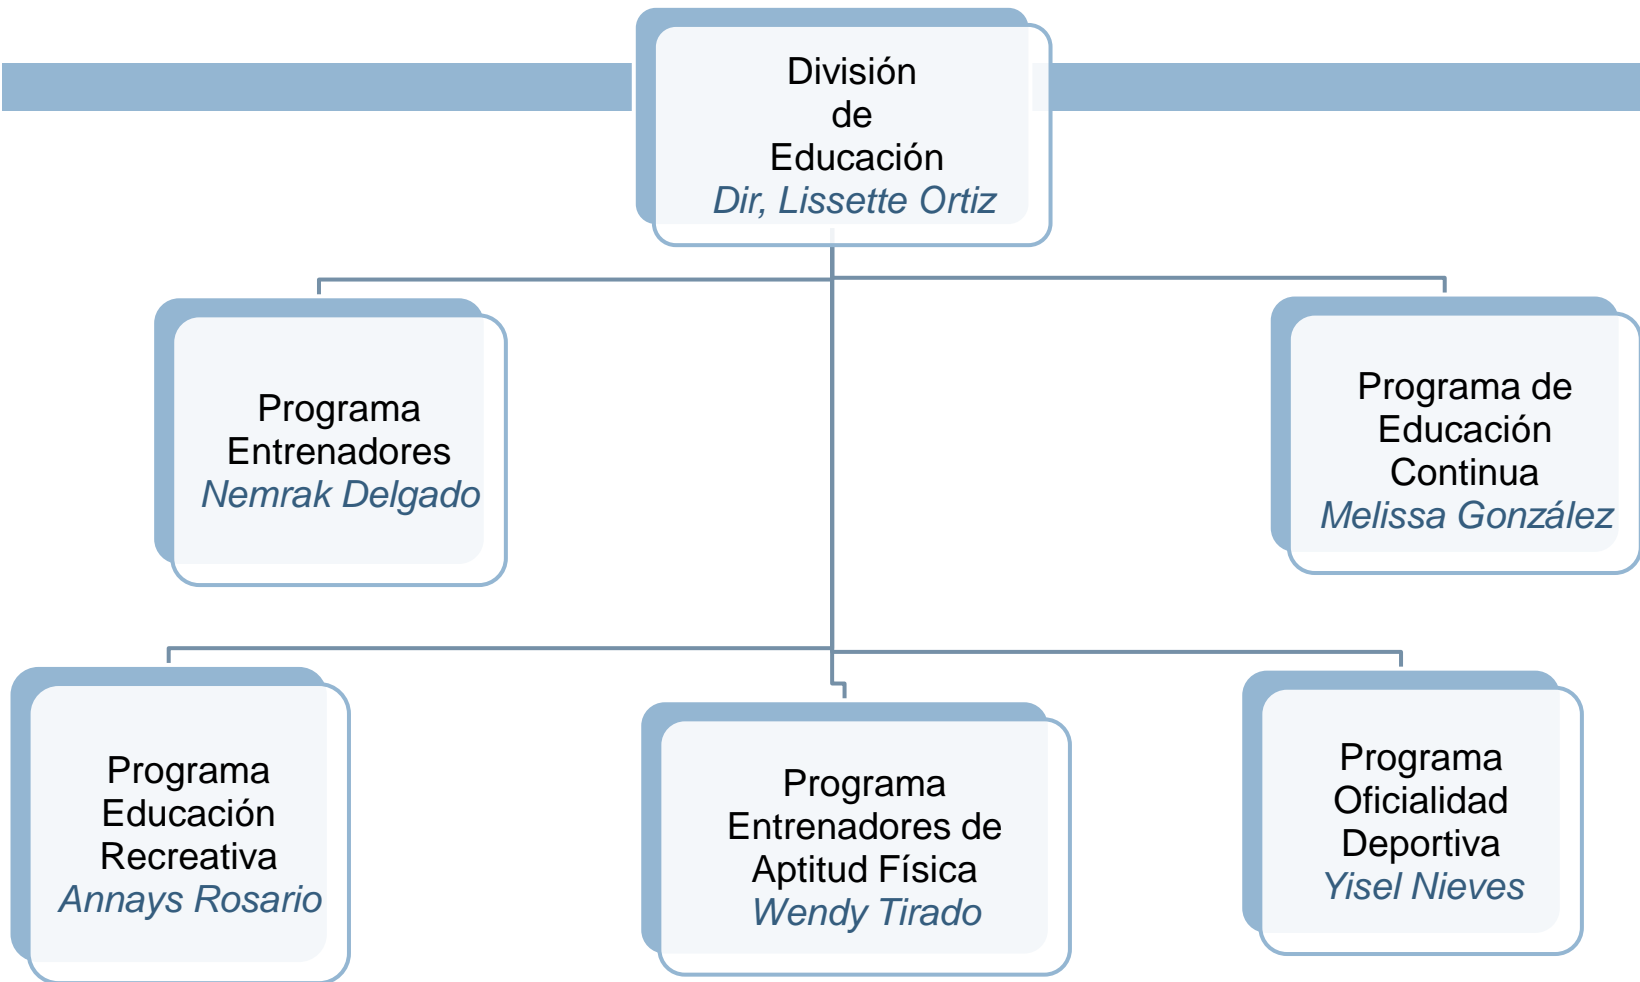 División
de
Educación
Dir, Lissette Ortiz
Programa
Entrenadores
Nemrak Delgado
Programa de
Educación
Continua
Melissa González
Programa
Educación
Recreativa
Annays Rosario
Programa
Entrenadores de
Aptitud Física
Wendy Tirado
Programa
Oficialidad
Deportiva
Yisel Nieves